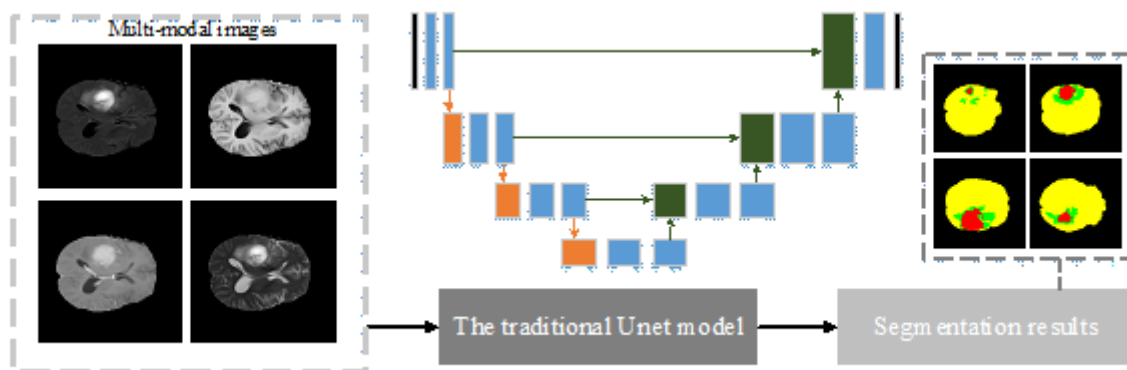 Multi-modal images
The traditional Unet model
Segmentation results